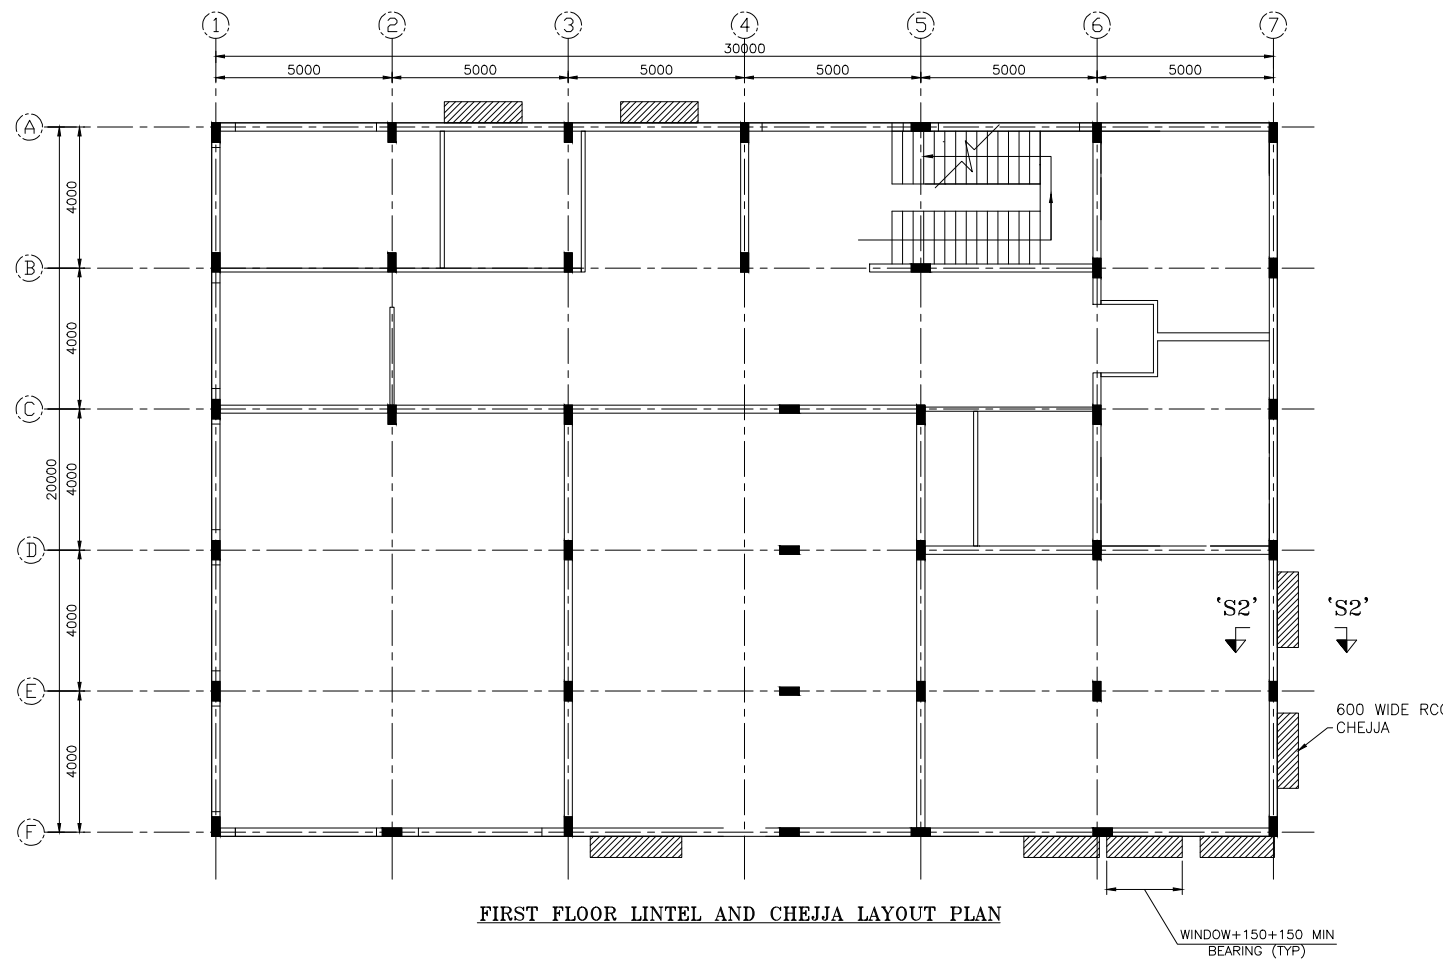 1 2 3 4 5 6 7
30000
5000 5000 5000 5000 5000 5000
A
4000
B
4000
C
20000 4000
D
4000
'S2' 'S2'
E
600 WIDE RCC
CHEJJA
4000
F
FIRST FLOOR LINTEL AND CHEJJA LAYOUT PLAN
WINDOW+150+150 MIN
BEARING (TYP)